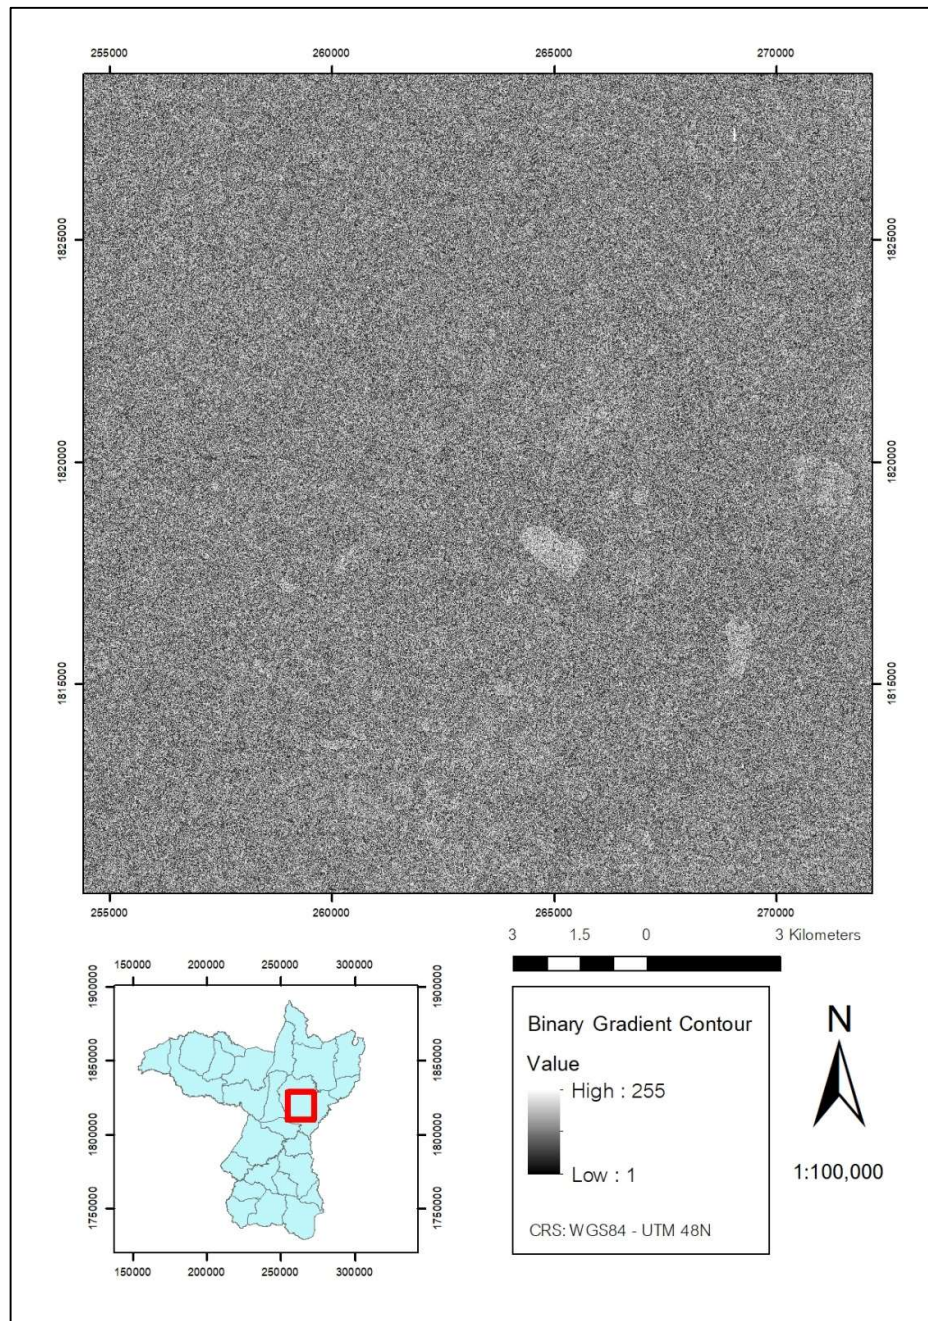 255000 260000 265000 270000
1825000 1825000
1820000 1820000
1815000 1815000
255000 260000 265000 270000
3 1.5 0 3 Kilometers
150000 200000 250000 300000
1900000 1900000
1850000 1850000
1800000 1800000
1750000 1750000
150000 200000 250000 300000
Binary Gradient Contour
Value
High : 255
Low : 1
CRS: WGS84 - UTM 48N
N
1:100,000